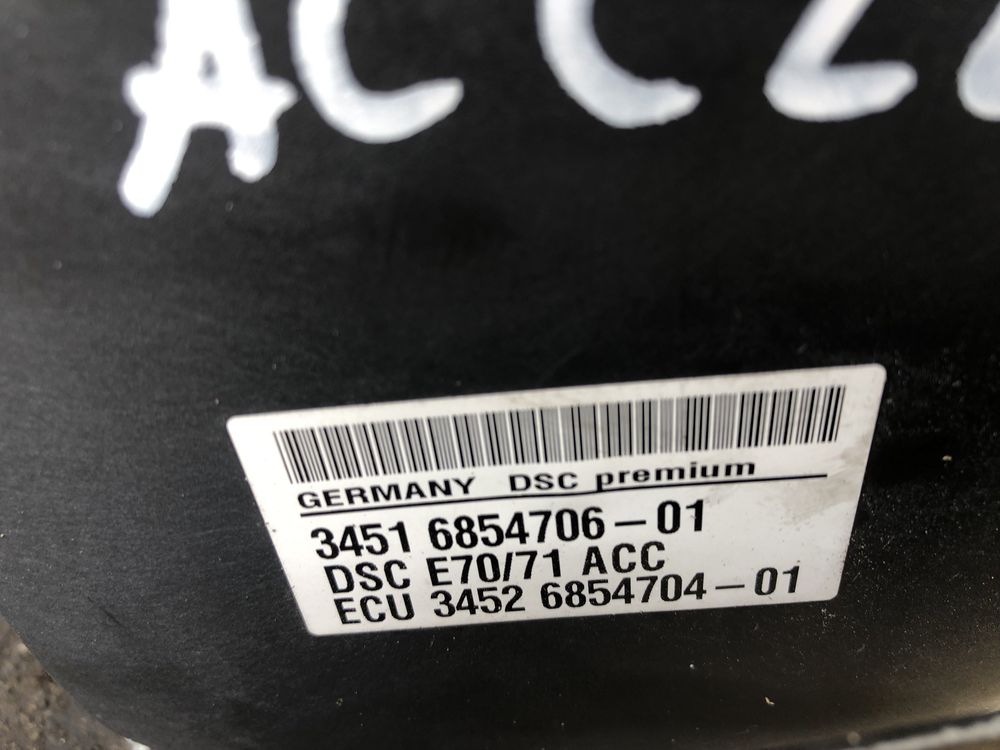 ACC
GERMANY DSC premium
3451 6854706-01
DSC E70/71 ACC
ECU 3452 6854704-01